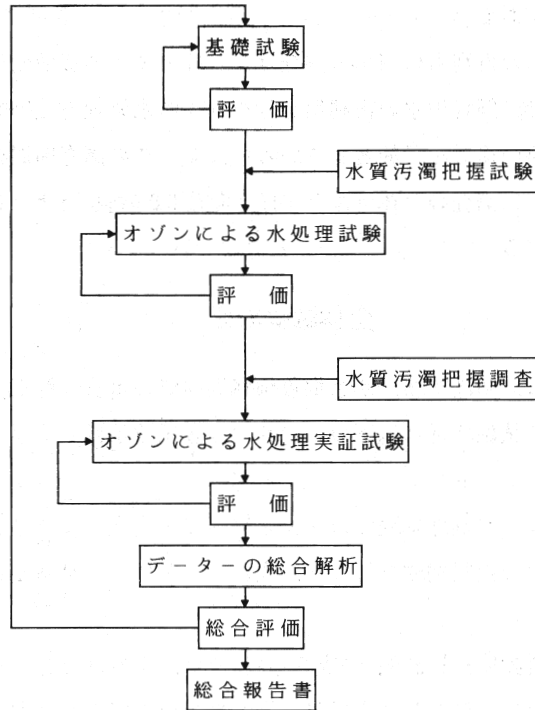 基礎試験
評　価
水質汚濁把握試験
オゾンによる水処理試験
評　価
水質汚濁把握調査
オゾンによる水処理実証試験
評　価
データーの総合解析
総合評価
総合報告書